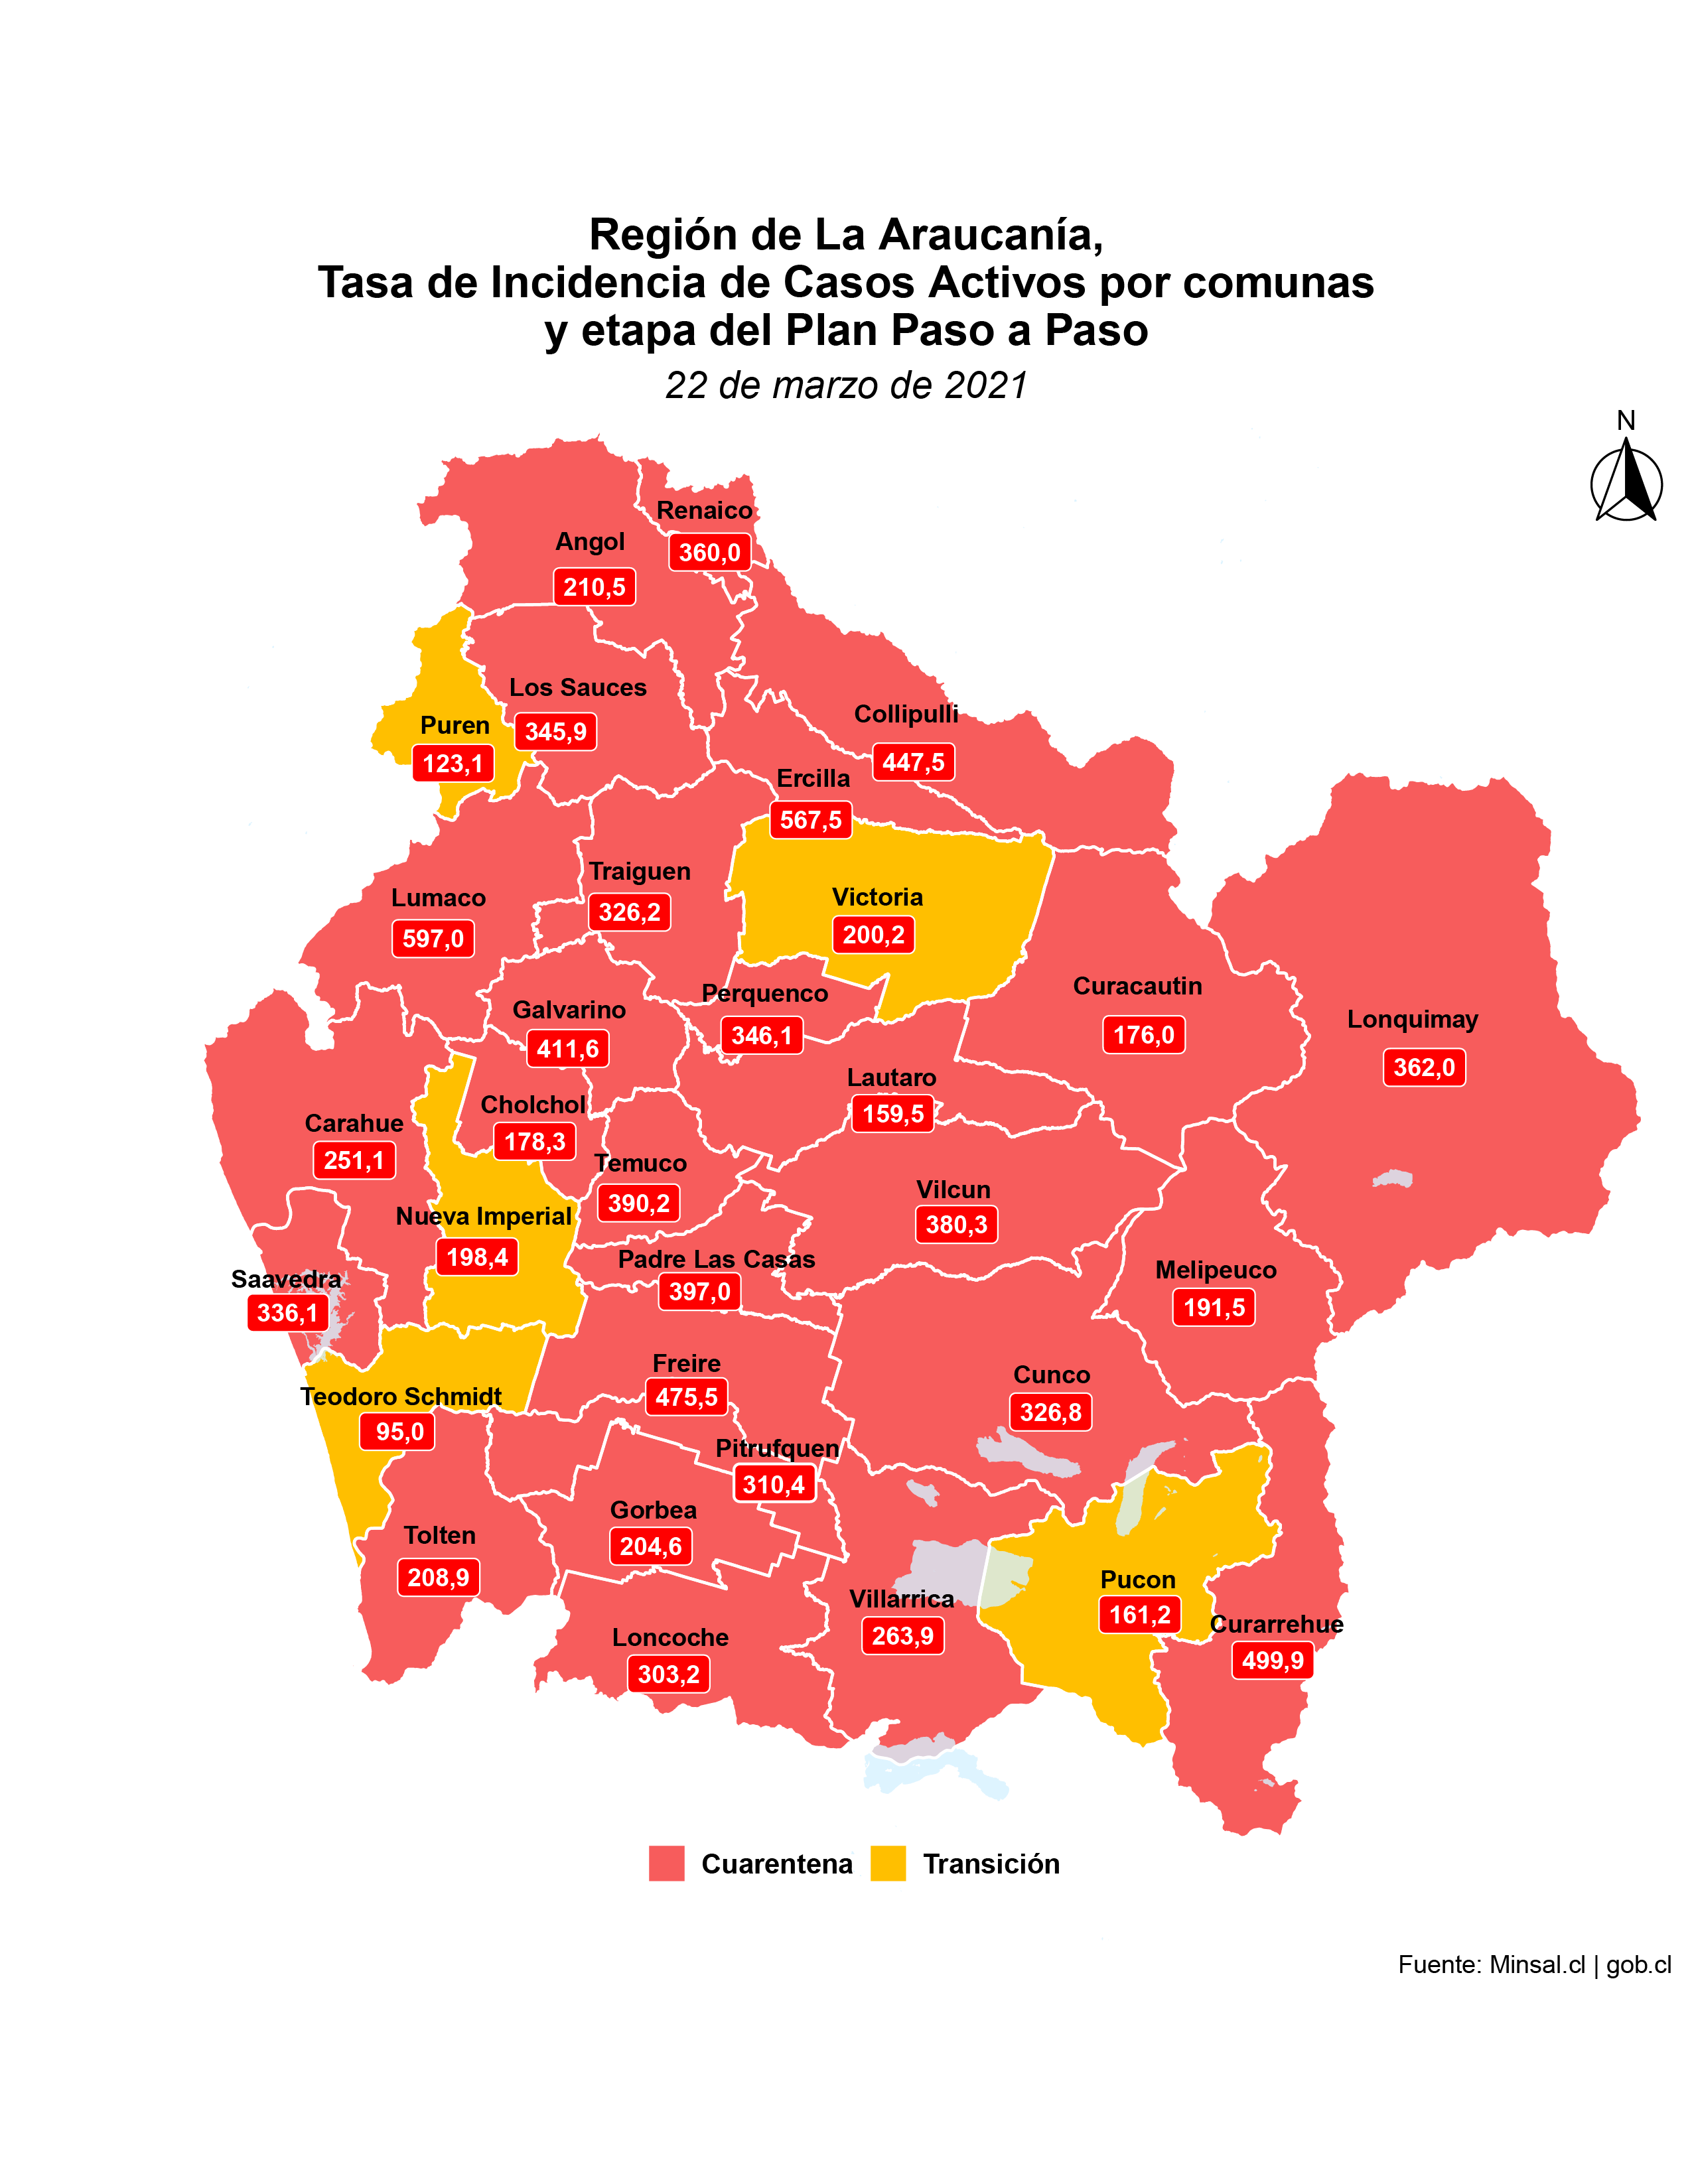 Región de La Araucanía,
Tasa de Incidencia de Casos Activos por comunas
y etapa del Plan Paso a Paso
22 de marzo de 2021
N
Renaico
360,0
Angol
210,5
Los Sauces
345,9
Puren
123,1
Collipulli
447,5
Ercilla
567,5
Traiguen
326,2
Lumaco
597,0
Victoria
200,2
Curacautin
176,0
Perquenco
346,1
Galvarino
411,6
Lonquimay
362,0
Lautaro
159,5
Cholchol
178,3
Carahue
251,1
Temuco
390,2
Vilcun
380,3
Nueva Imperial
198,4
Padre Las Casas
397,0
Saavedra
336,1
Melipeuco
191,5
Freire
475,5
Cunco
326,8
Teodoro Schmidt
95,0
Pitrufquen
310,4
Gorbea
204,6
Tolten
208,9
Pucon
161,2
Villarrica
263,9
Curarrehue
499,9
Loncoche
303,2
Cuarentena
Transición
Fuente: Minsal.cl | gob.cl